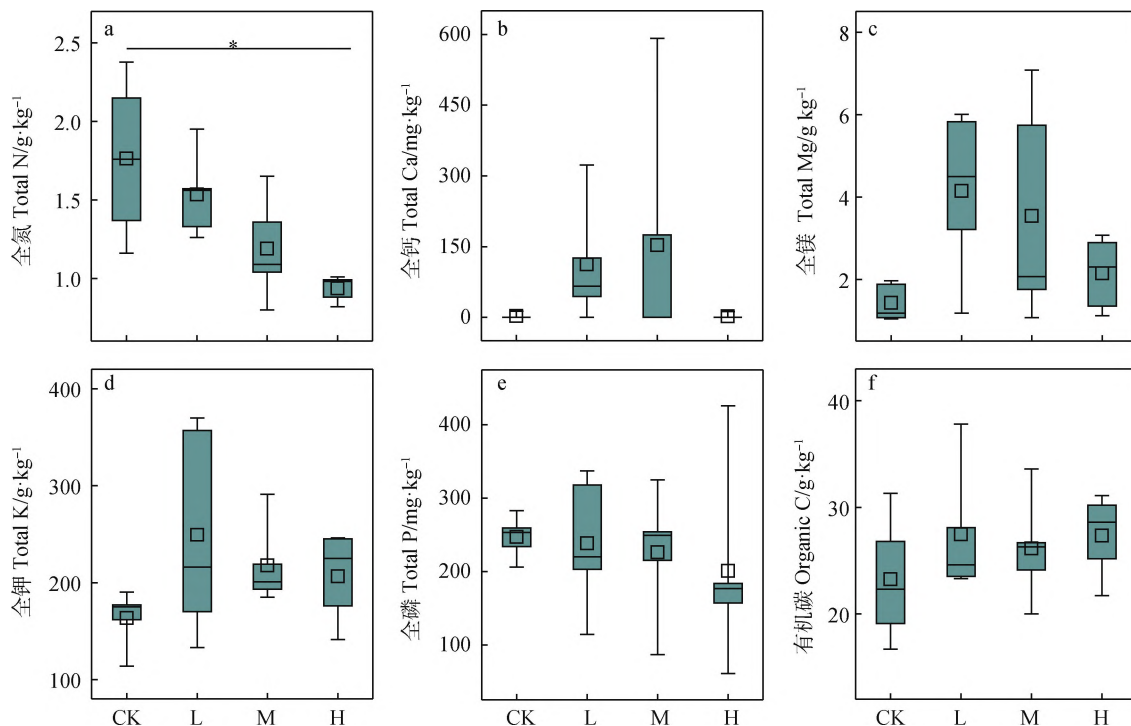 a
*
全氮 Total N/g·kg⁻¹
2.5
2.0
1.5
1.0
b
全钙 Total Ca/mg·kg⁻¹
600
450
300
150
0
c
全镁 Total Mg/g kg⁻¹
8
6
4
2
d
全钾 Total K/g·kg⁻¹
400
300
200
100
CK L M H
e
全磷 Total P/mg·kg⁻¹
400
300
200
100
CK L M H
f
有机碳 Organic C/g·kg⁻¹
40
30
20
CK L M H